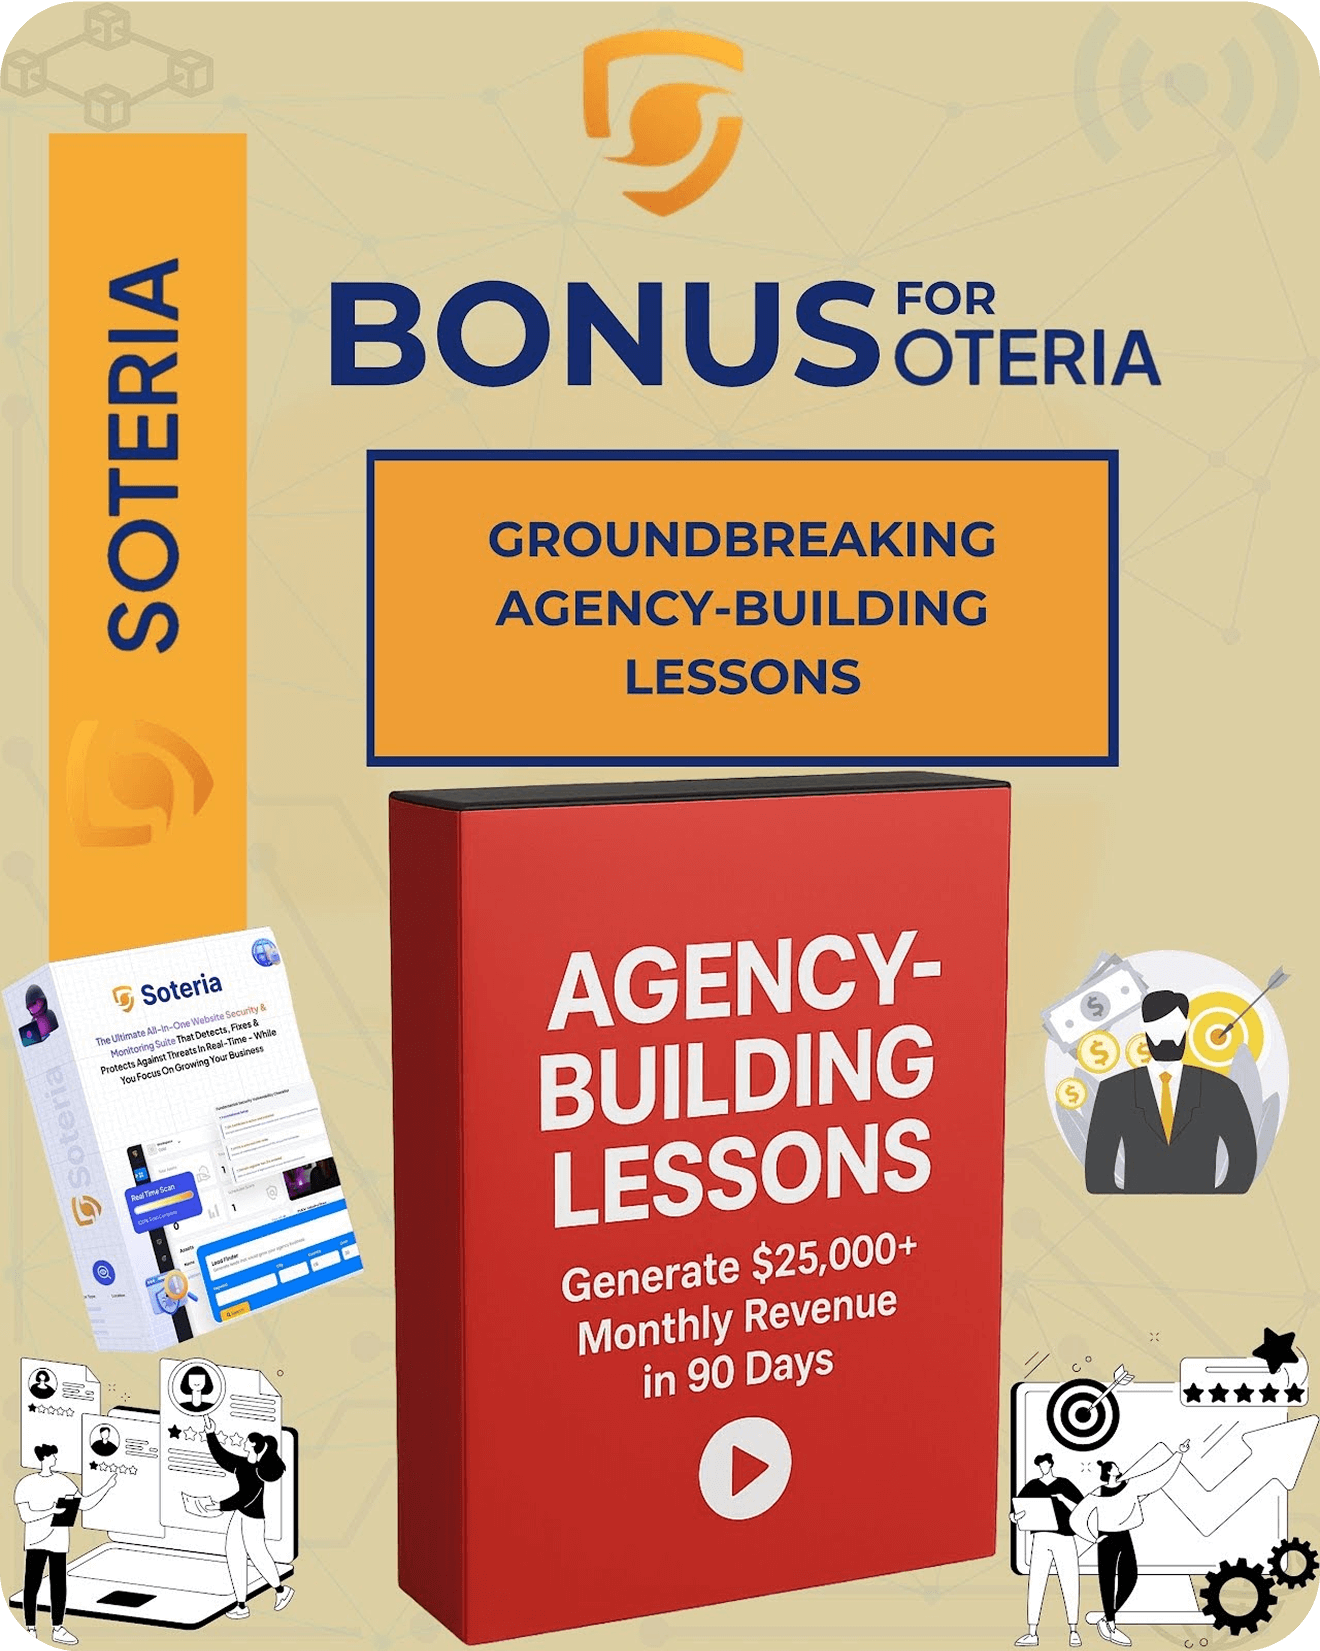 BONUS FOR
OTERIA
SOTERIA
GROUNDBREAKING
AGENCY-BUILDING
LESSONS
AGENCY-
BUILDING
LESSONS
Generate $25,000+
Monthly Revenue
in 90 Days
Soteria
The Ultimate All-In-One Website Security &
Monitoring Suite That Detects, Fixes &
Protects Against Threats In Real-Time - While
You Focus On Growing Your Business
Soteria
Real Time Scan
Lead Finder